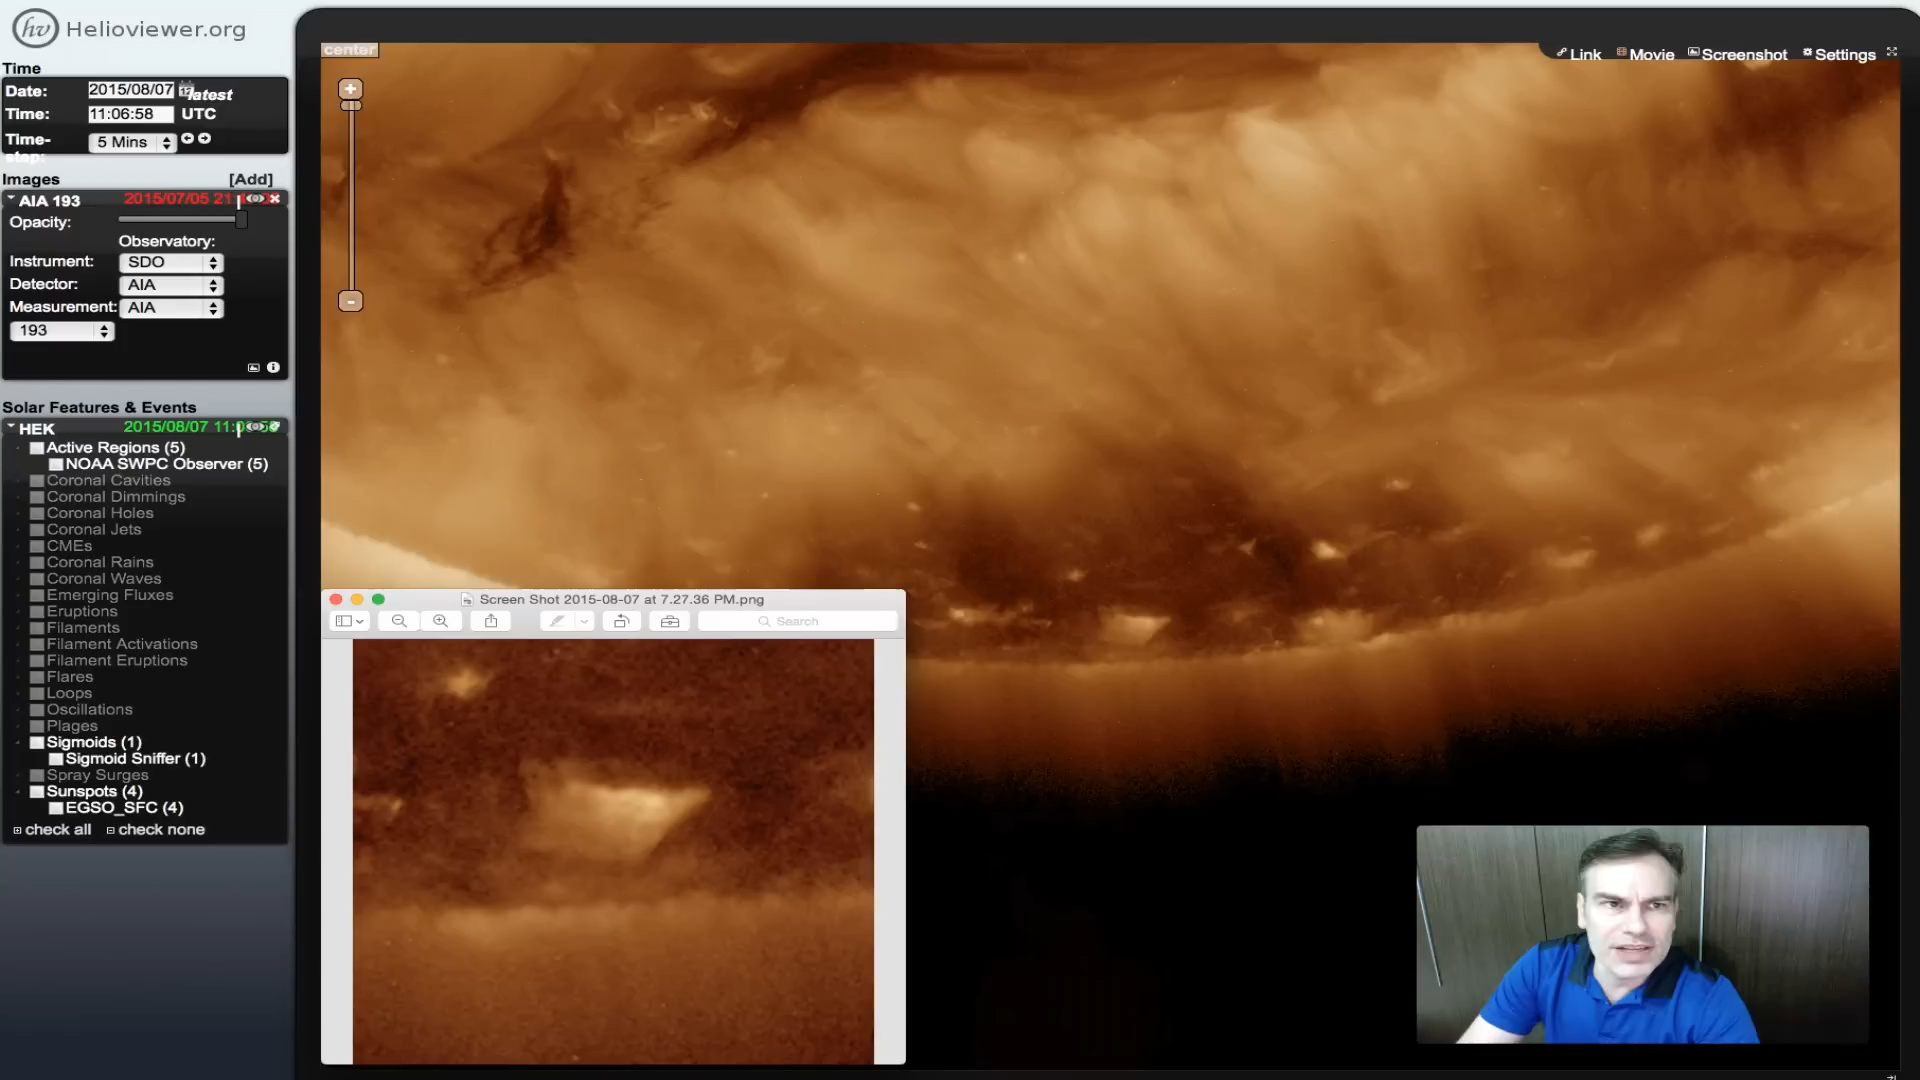 hv Helioviewer.org
Time
Date: 2015/08/07 latest
Time: 11:06:58 UTC
Time-step: 5 Mins
Images [Add]
AIA 193 2015/07/05 21:
Opacity:
Observatory:
Instrument: SDO
Detector: AIA
Measurement: AIA
193
Solar Features & Events
HEK 2015/08/07 11:
Active Regions (5)
NOAA SWPC Observer (5)
Coronal Cavities
Coronal Dimmings
Coronal Holes
Coronal Jets
CMEs
Coronal Rains
Coronal Waves
Emerging Fluxes
Eruptions
Filaments
Filament Activations
Filament Eruptions
Flares
Loops
Oscillations
Plages
Sigmoids (1)
Sigmoid Sniffer (1)
Spray Surges
Sunspots (4)
EGSO_SFC (4)
check all check none
center
Link Movie Screenshot Settings
Screen Shot 2015-08-07 at 7.27.36 PM.png
Search